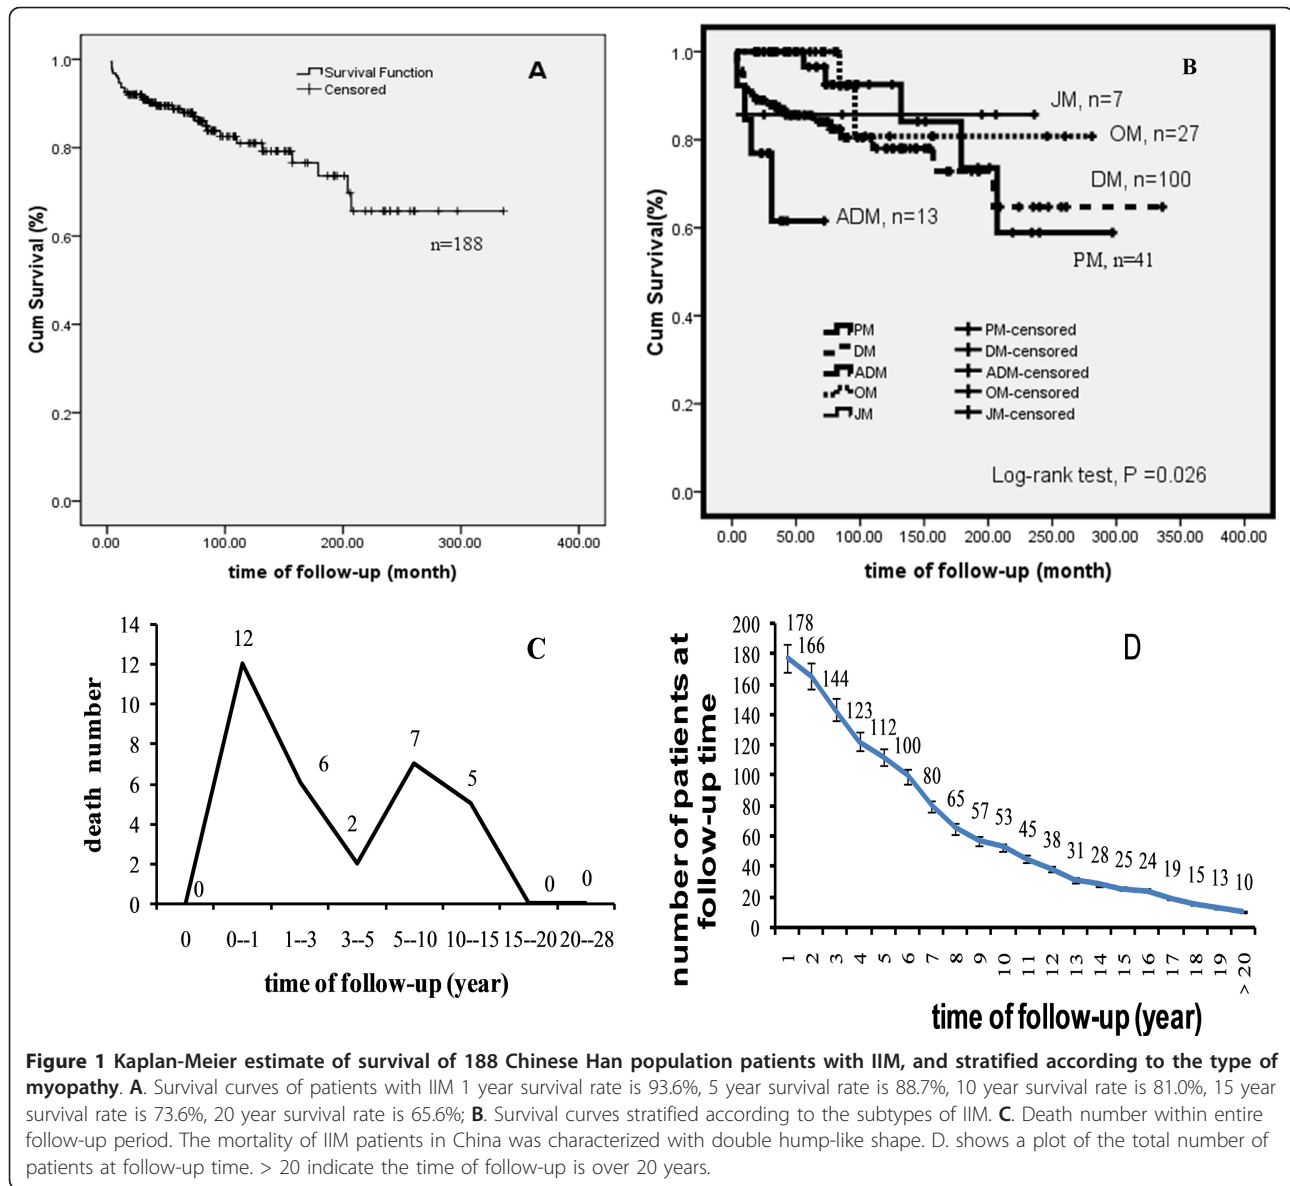 A
Survival Function
Censored
1.0
0.8
0.6
0.4
0.2
0.0
n=188
Cum Survival (%)
0.00 100.00 200.00 300.00 400.00
time of follow-up (month)
B
1.0
0.8
0.6
0.4
0.2
0.0
JM, n=7
OM, n=27
DM, n=100
ADM, n=13
PM, n=41
Cum Survival(%)
PM PM-censored
DM DM-censored
ADM ADM-censored
OM OM-censored
JM JM-censored
Log-rank test, P =0.026
0.00 50.00 100.00 150.00 200.00 250.00 300.00 350.00 400.00
time of follow-up (month)
C
14
12
10
8
6
4
2
0
death number
0
12
6
2
7
5
0
0
0 0--1 1--3 3--5 5--10 10--15 15--20 20--28
time of follow-up (year)
D
200
180
160
140
120
100
80
60
40
20
0
number of patients at
follow-up time
178
166
144
123
112
100
80
65
57
53
45
38
31
28
25
24
19
15
13
10
1 2 3 4 5 6 7 8 9 10 11 12 13 14 15 16 17 18 19 > 20
time of follow-up (year)
Figure 1 Kaplan-Meier estimate of survival of 188 Chinese Han population patients with IIM, and stratified according to the type of
myopathy. A. Survival curves of patients with IIM 1 year survival rate is 93.6%, 5 year survival rate is 88.7%, 10 year survival rate is 81.0%, 15 year
survival rate is 73.6%, 20 year survival rate is 65.6%; B. Survival curves stratified according to the subtypes of IIM. C. Death number within entire
follow-up period. The mortality of IIM patients in China was characterized with double hump-like shape. D. shows a plot of the total number of
patients at follow-up time. > 20 indicate the time of follow-up is over 20 years.